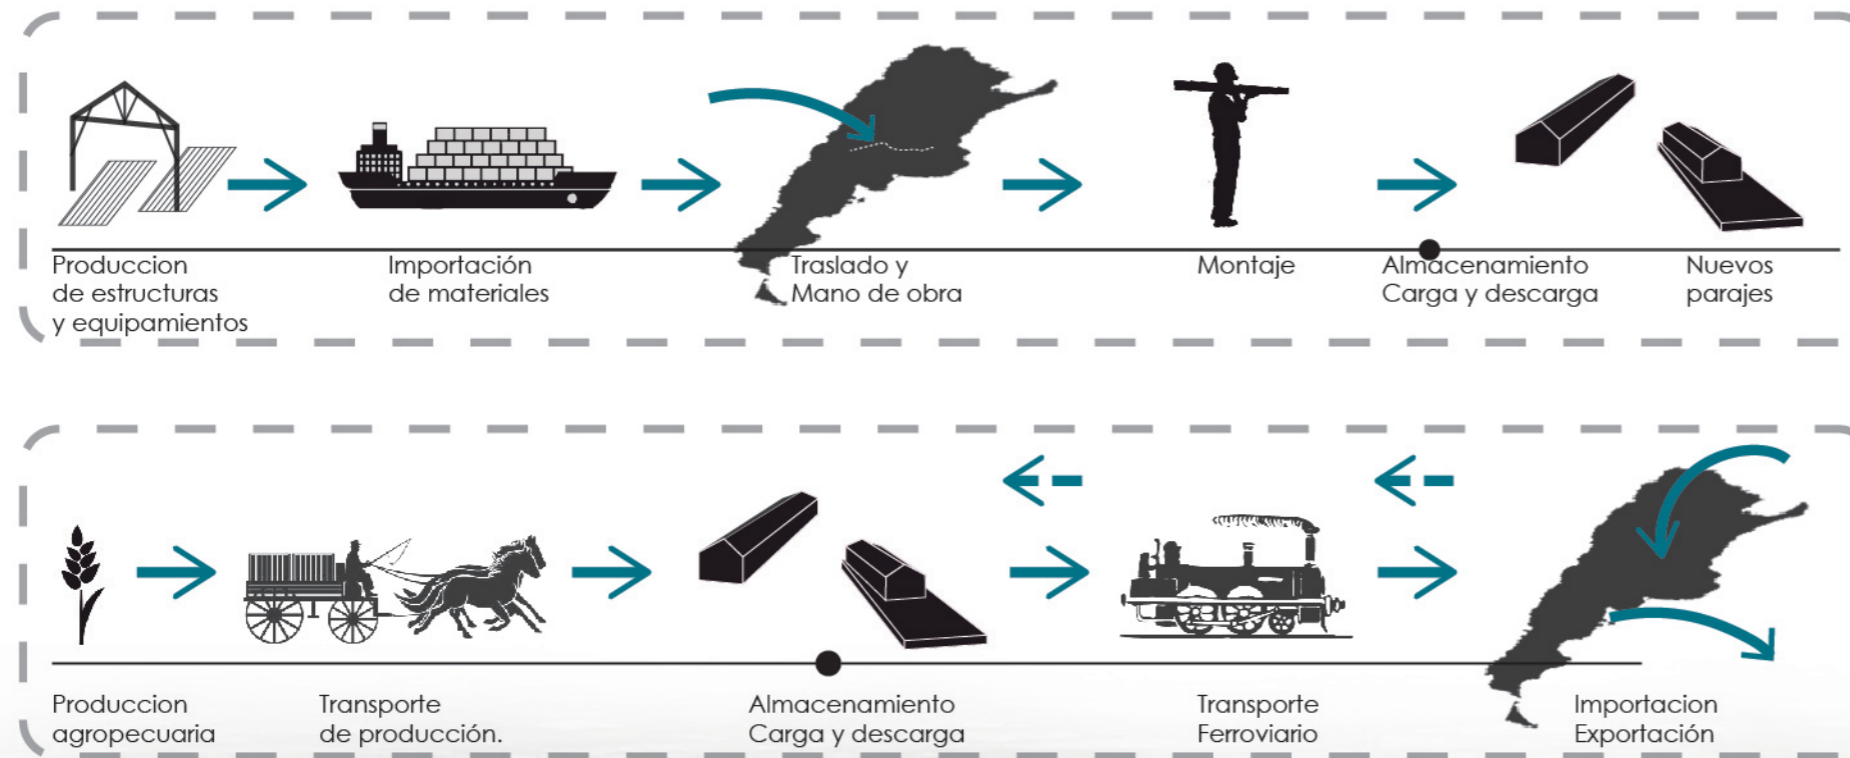 Produccion
de estructuras
y equipamientos
Importación
de materiales
Traslado y
Mano de obra
Montaje
Almacenamiento
Carga y descarga
Nuevos
parajes
Produccion
agropecuaria
Transporte
de producción.
Almacenamiento
Carga y descarga
Transporte
Ferroviario
Importacion
Exportación